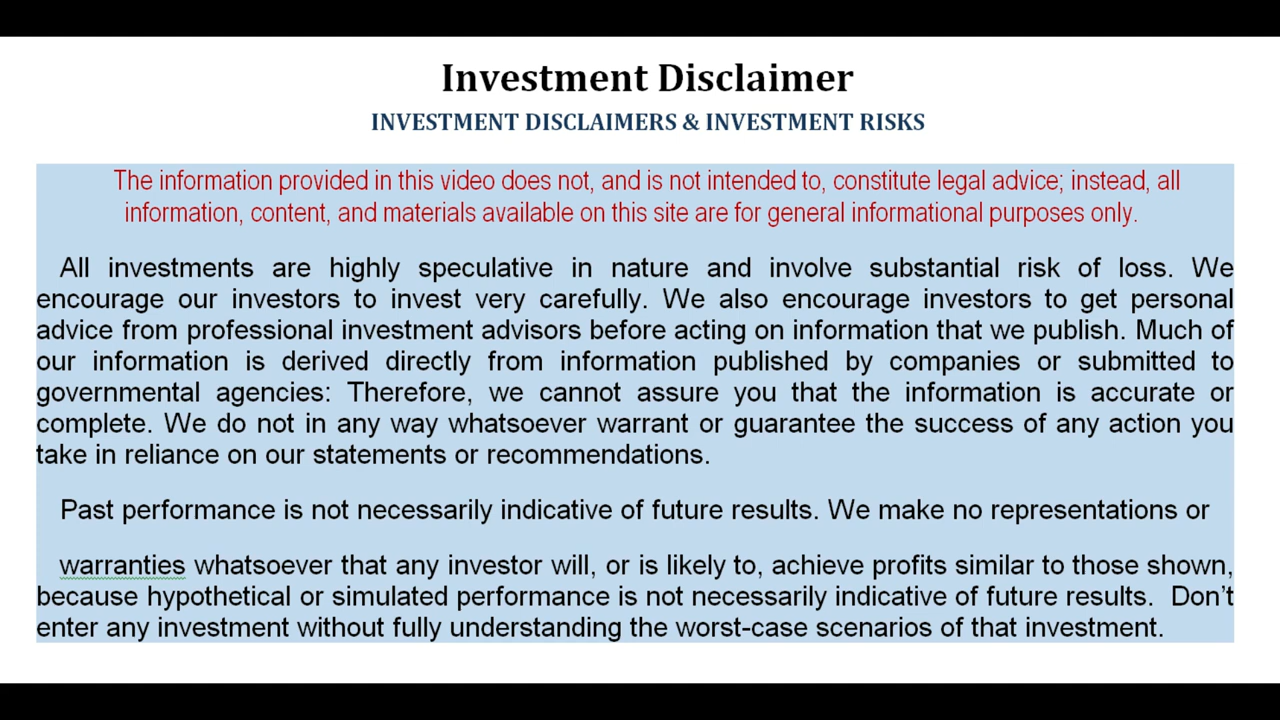 Investment Disclaimer
INVESTMENT DISCLAIMERS & INVESTMENT RISKS
The information provided in this video does not, and is not intended to, constitute legal advice; instead, all
information, content, and materials available on this site are for general informational purposes only.
All investments are highly speculative in nature and involve substantial risk of loss. We
encourage our investors to invest very carefully. We also encourage investors to get personal
advice from professional investment advisors before acting on information that we publish. Much of
our information is derived directly from information published by companies or submitted to
governmental agencies: Therefore, we cannot assure you that the information is accurate or
complete. We do not in any way whatsoever warrant or guarantee the success of any action you
take in reliance on our statements or recommendations.
Past performance is not necessarily indicative of future results. We make no representations or
warranties whatsoever that any investor will, or is likely to, achieve profits similar to those shown,
because hypothetical or simulated performance is not necessarily indicative of future results. Don’t
enter any investment without fully understanding the worst-case scenarios of that investment.